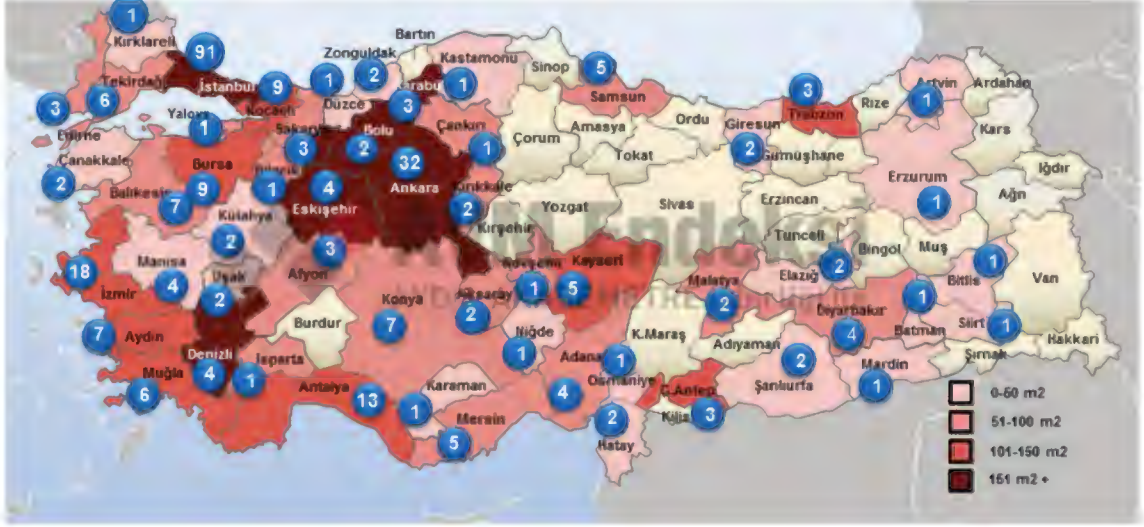 1
Kırklareli
91
İstanbul
Tekirdağ
3
6
Edirne
9
Kocaeli
1
Düzce
Zonguldak
2
Bartın
Kastamonu
1
3
Sinop
5
Samsun
3
Trabzon
Rize
Artvin
1
Ardahan
Kars
Iğdır
Ağrı
Yalova
1
Çanakkale
2
Balıkesir
7
Bursa
9
1
3
Bolu
2
Çankırı
1
32
Ankara
4
Eskişehir
Kırıkkale
2
Kırşehir
Çorum
Amasya
Tokat
Ordu
Giresun
2
Gümüşhane
Erzurum
1
Yozgat
Sivas
Erzincan
Tunceli
Bingöl
Muş
Kütahya
2
Manisa
4
Uşak
2
Afyon
3
18
İzmir
7
Aydın
Denizli
4
1
Isparta
Burdur
Muğla
6
Antalya
13
Konya
7
Aksaray
2
Nevşehir
1
Kayseri
5
Niğde
1
Karaman
1
Mersin
5
Adana
4
1
Osmaniye
2
Hatay
K.Maraş
Malatya
2
Elazığ
2
Adıyaman
G.Antep
3
Kilis
2
Şanlıurfa
Diyarbakır
4
Mardin
1
Batman
1
Bitlis
1
Siirt
1
Şırnak
Hakkari
Van
0-50 m2
51-100 m2
101-150 m2
151 m2 +